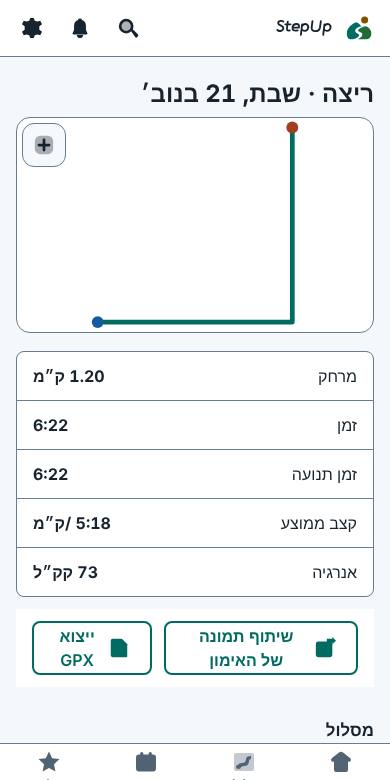 StepUp
ריצה · שבת, 21 בנוב׳
מרחק
1.20 ק״מ
זמן
6:22
זמן תנועה
6:22
קצב ממוצע
5:18 /ק״מ
אנרגיה
73 קק״ל
שיתוף תמונה
של האימון
ייצוא
GPX
מסלול